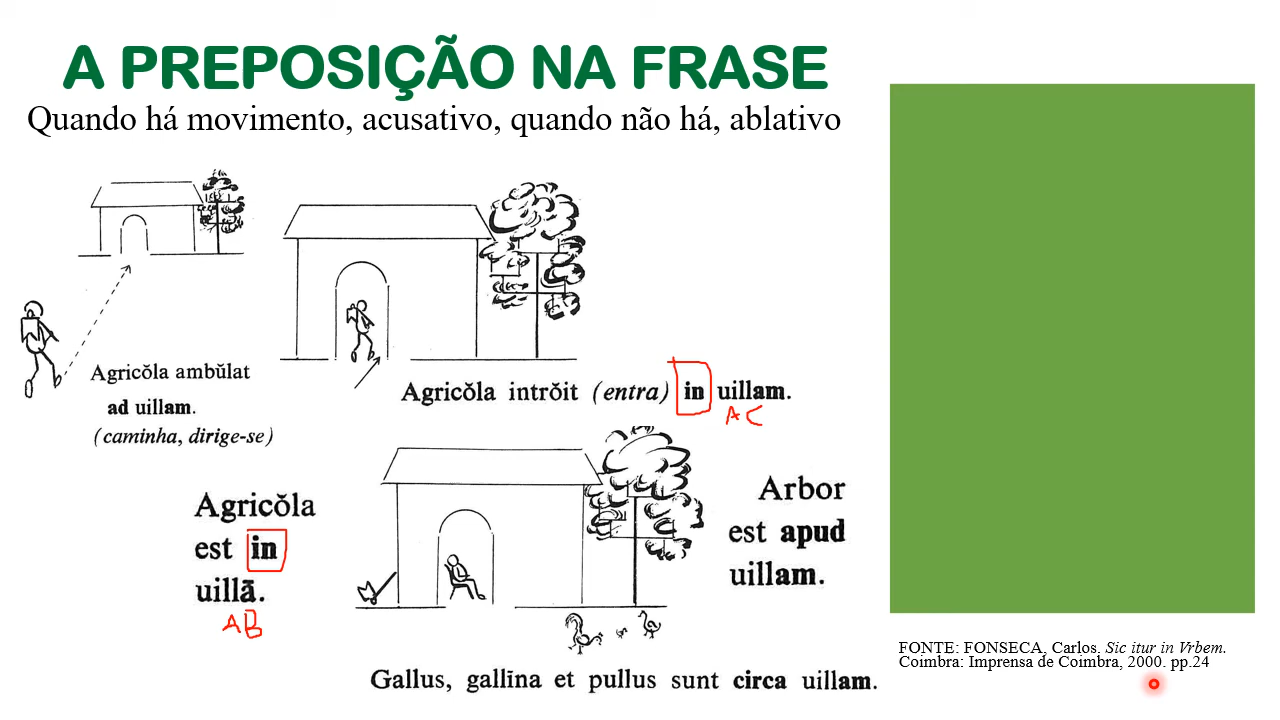 A PREPOSIÇÃO NA FRASE
Quando há movimento, acusativo, quando não há, ablativo
Agricŏla ambŭlat
ad uillam.
(caminha, dirige-se)
Agricŏla intrŏit (entra) in uillam.
AC
Agricŏla
est in
uillā.
AB
Arbor
est apud
uillam.
Gallus, gallīna et pullus sunt circa uillam.
FONTE: FONSECA, Carlos. Sic itur in Vrbem.
Coimbra: Imprensa de Coimbra, 2000. pp.24